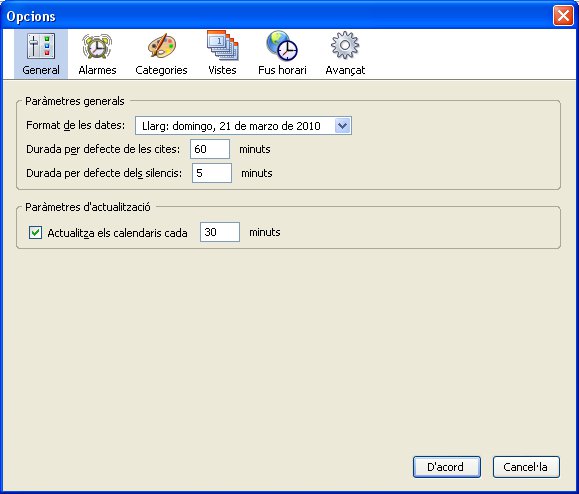 Opcions
General Alarmes Categories Vistes Fus horari Avançat
Paràmetres generals
Format de les dates: Llarg: domingo, 21 de marzo de 2010
Durada per defecte de les cites: 60 minuts
Durada per defecte dels silencis: 5 minuts
Paràmetres d'actualització
Actualitza els calendaris cada 30 minuts
D'acord Cancel·la